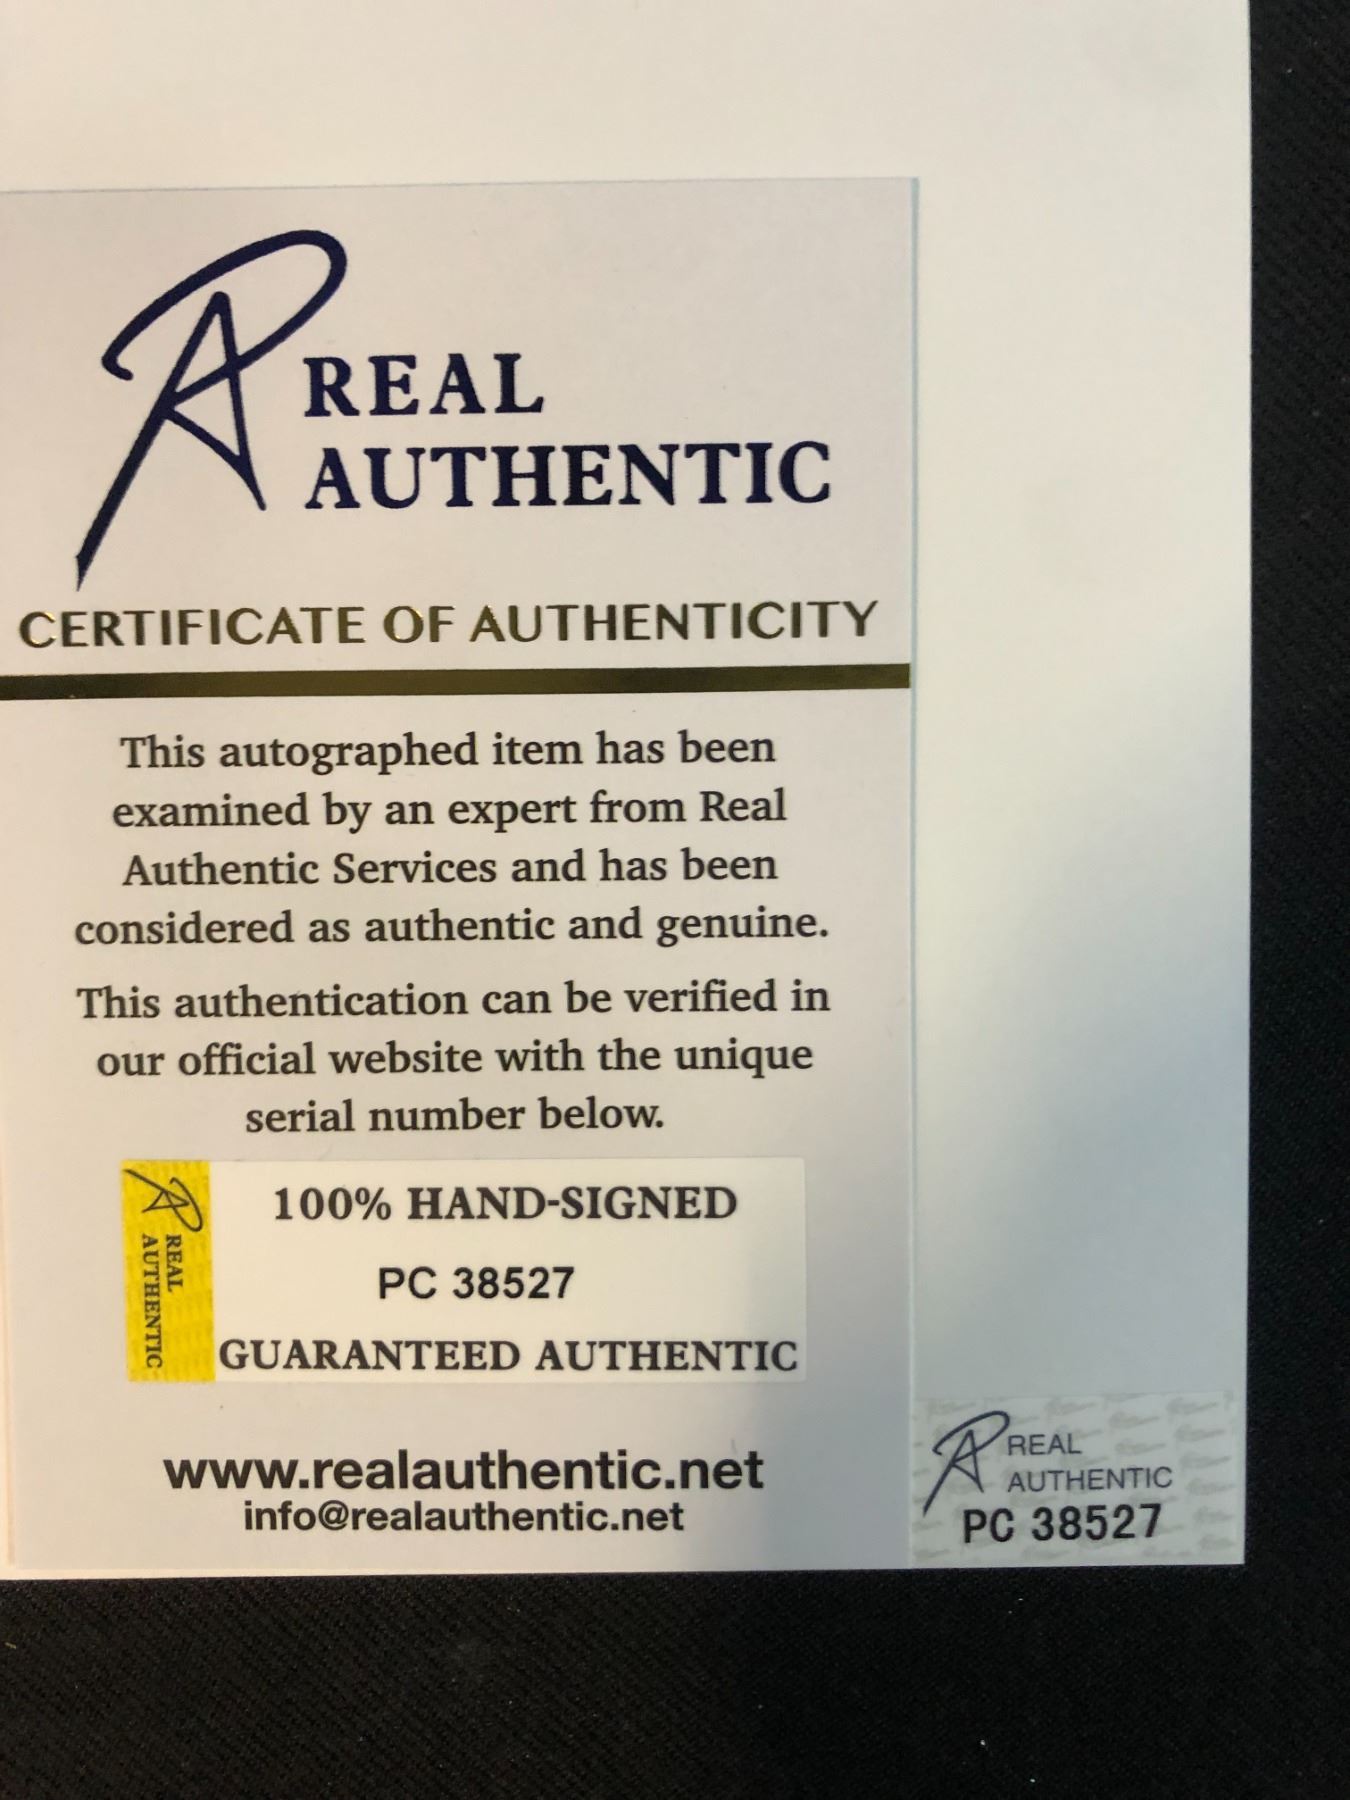 REAL
AUTHENTIC
CERTIFICATE OF AUTHENTICITY
This autographed item has been
examined by an expert from Real
Authentic Services and has been
considered as authentic and genuine.
This authentication can be verified in
our official website with the unique
serial number below.
REAL
AUTHENTIC
100% HAND-SIGNED
PC 38527
GUARANTEED AUTHENTIC
www.realauthentic.net
info@realauthentic.net
REAL
AUTHENTIC
PC 38527